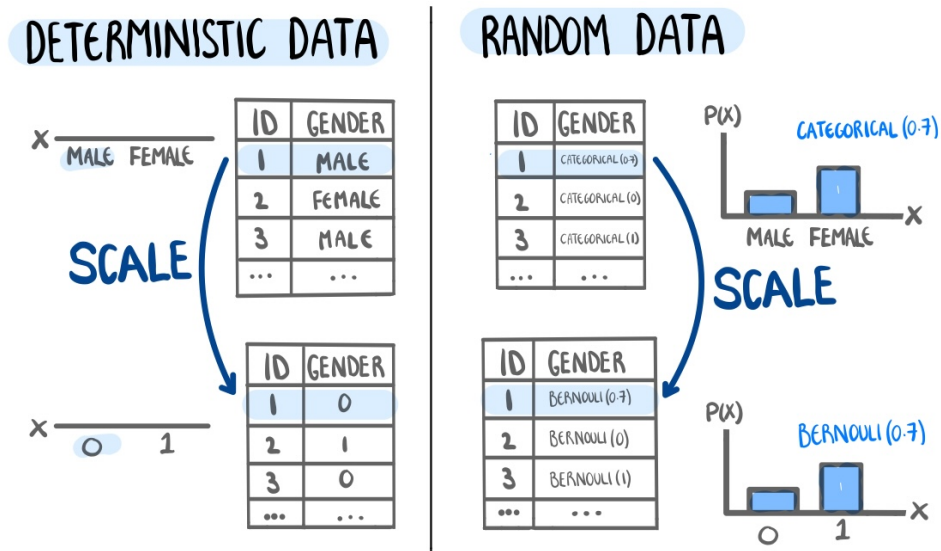 DETERMINISTIC DATA
X
MALE FEMALE
ID GENDER
1 MALE
2 FEMALE
3 MALE
... ...
SCALE
ID GENDER
1 0
2 1
3 0
... ...
X
0 1
RANDOM DATA
ID GENDER
1 CATEGORICAL (0.7)
2 CATEGORICAL (0)
3 CATEGORICAL (1)
... ...
P(X)
CATEGORICAL (0.7)
X
MALE FEMALE
SCALE
ID GENDER
1 BERNOULI (0.7)
2 BERNOULI (0)
3 BERNOULI (1)
... ...
P(X)
BERNOULI (0.7)
X
0 1